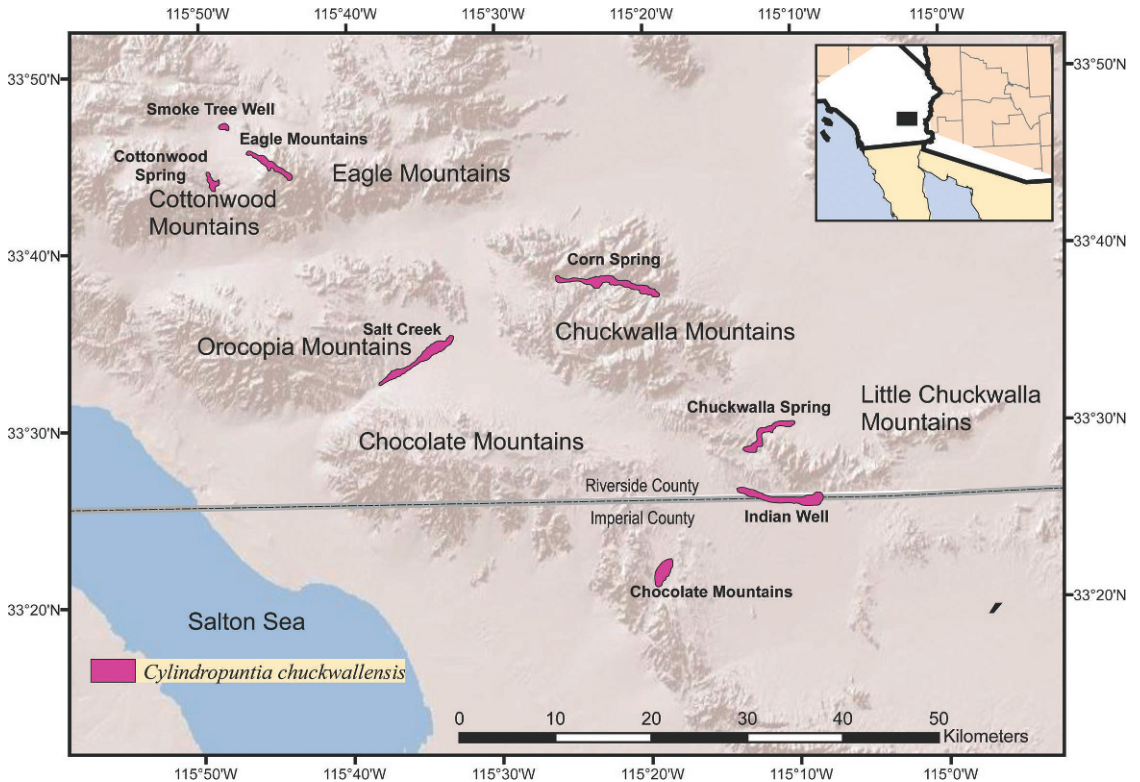 115°50'W 115°40'W 115°30'W 115°20'W 115°10'W 115°00'W
33°50'N
33°50'N
Smoke Tree Well
Eagle Mountains
Cottonwood
Spring
Eagle Mountains
Cottonwood
Mountains
33°40'N
33°40'N
Corn Spring
Salt Creek
Chuckwalla Mountains
Orocopia Mountains
Little Chuckwalla
Mountains
Chuckwalla Spring
33°30'N
33°30'N
Chocolate Mountains
Riverside County
Imperial County
Indian Well
Chocolate Mountains
33°20'N
33°20'N
Salton Sea
Cylindropuntia chuckwallensis
0 10 20 30 40 50
Kilometers
115°50'W 115°40'W 115°30'W 115°20'W 115°10'W 115°0'W